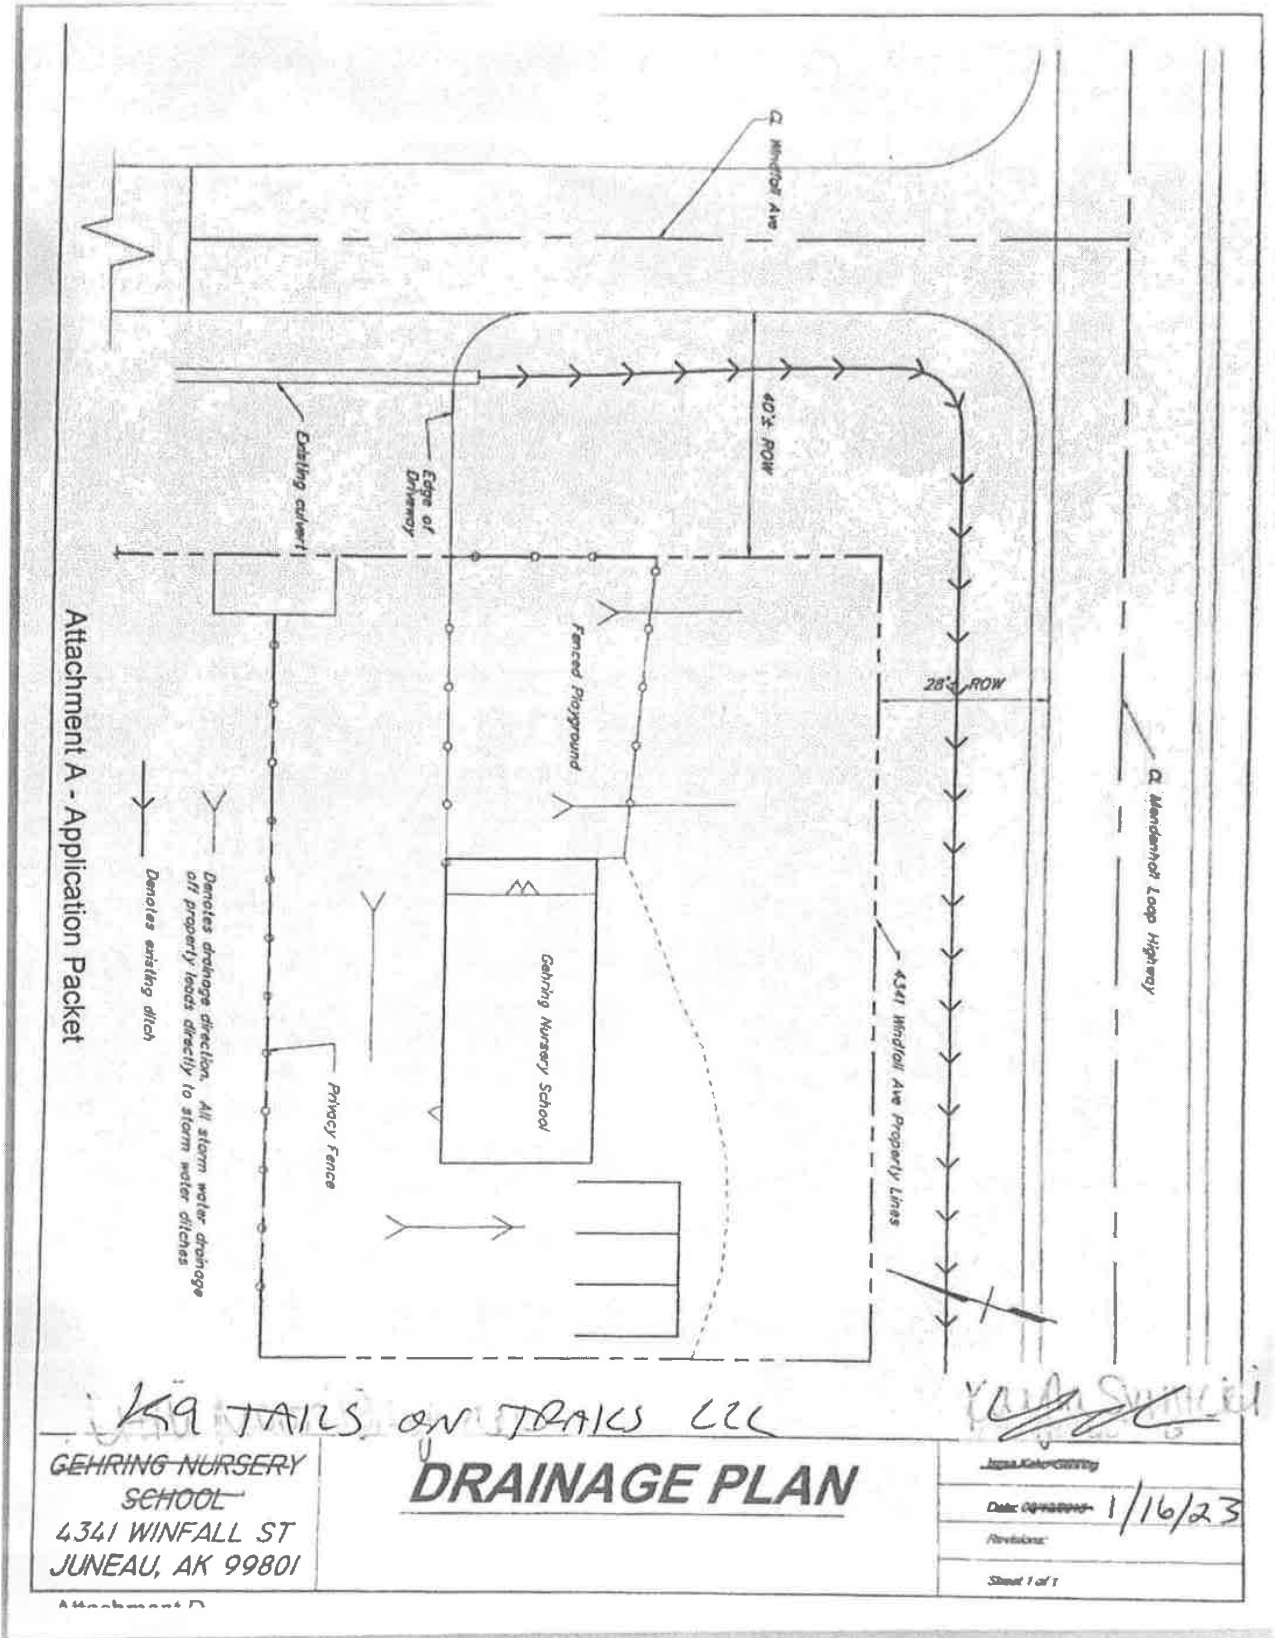 ℄ Windfall Ave
40'± ROW
Existing culvert
Edge of
Driveway
Fenced Playground
28'± ROW
℄ Mendenhall Loop Highway
4341 Windfall Ave Property Lines
Gehring Nursery School
Privacy Fence
Denotes drainage direction. All storm water drainage
off property leads directly to storm water ditches
Denotes existing ditch
Attachment A - Application Packet
K9 TAILS ON TRAILS LLC
GEHRING NURSERY
SCHOOL
4341 WINFALL ST
JUNEAU, AK 99801
DRAINAGE PLAN
Date: 1/16/23
Revisions:
Sheet 1 of 1
Attachment D